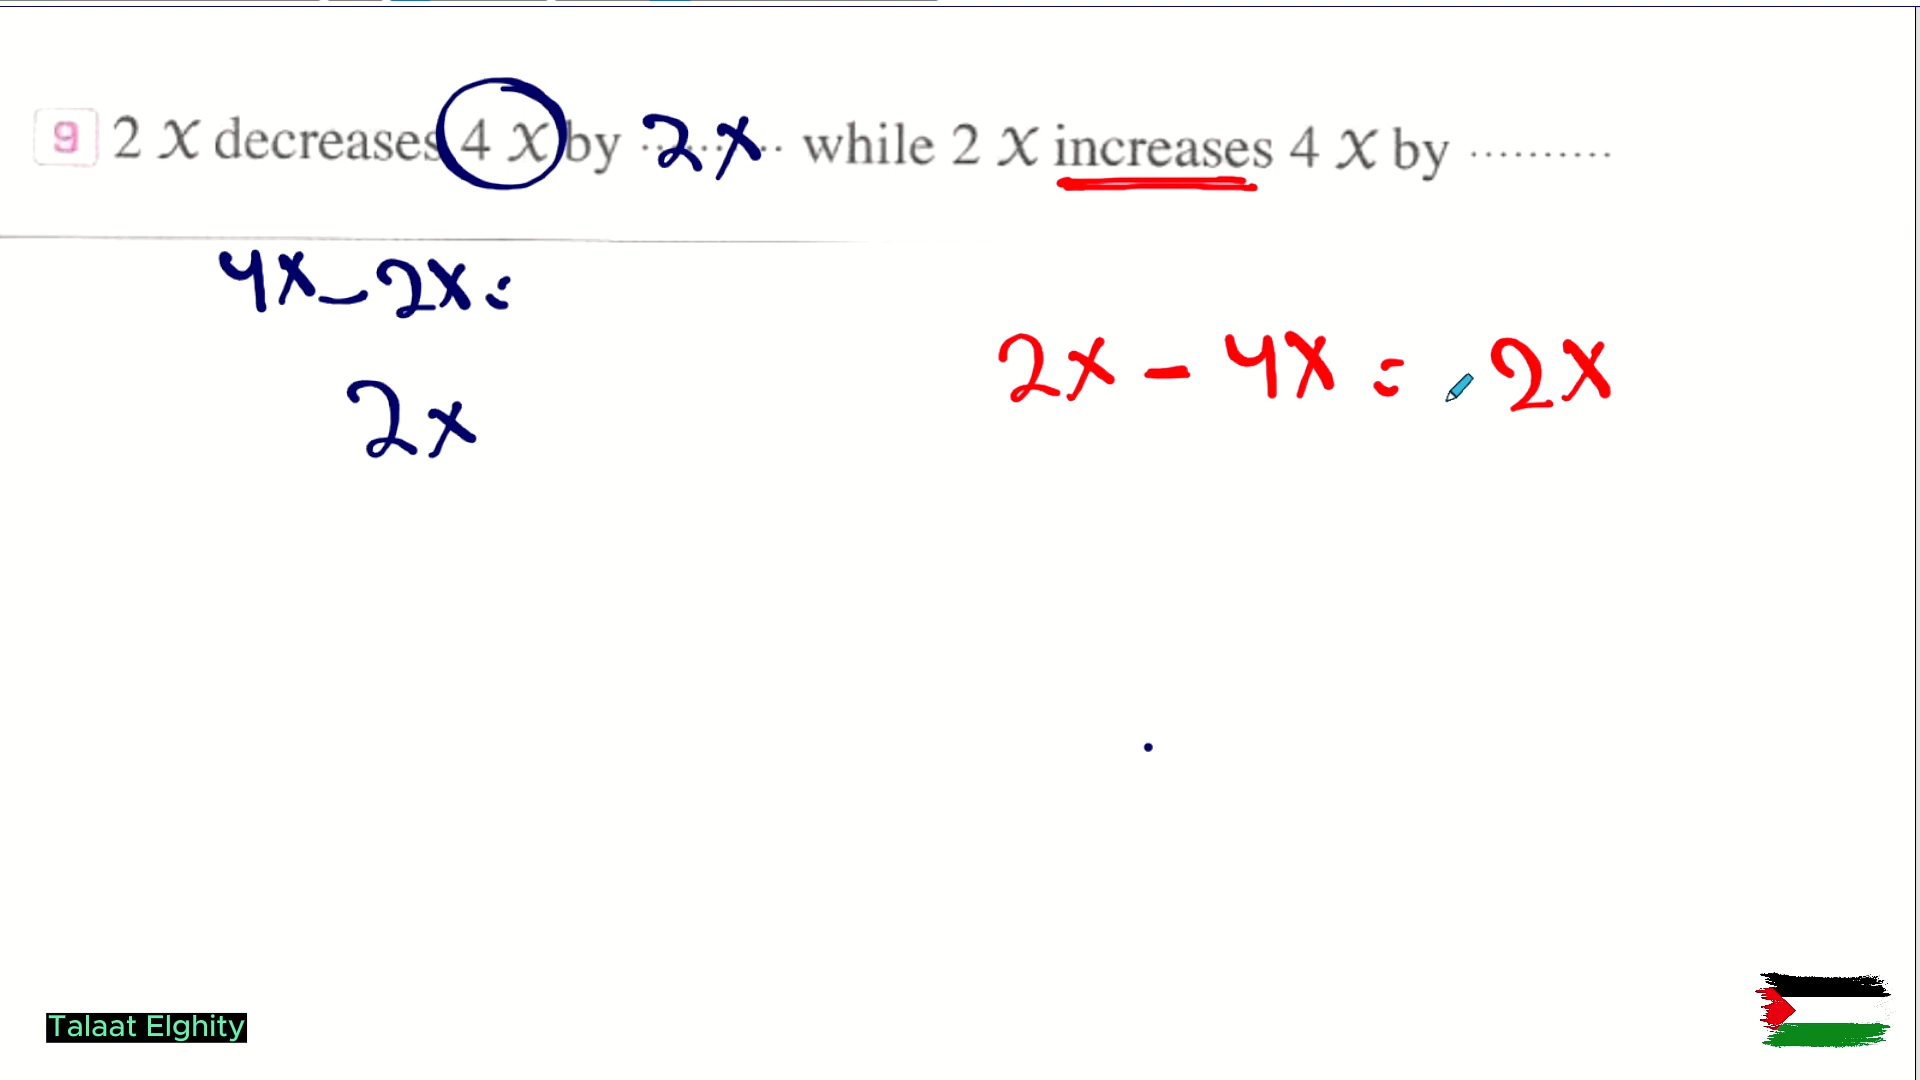 9 2 X decreases 4 X by 2x while 2 X increases 4 X by ..........
4x - 2x =
2x
2x - 4x = . 2x
Talaat Elghity